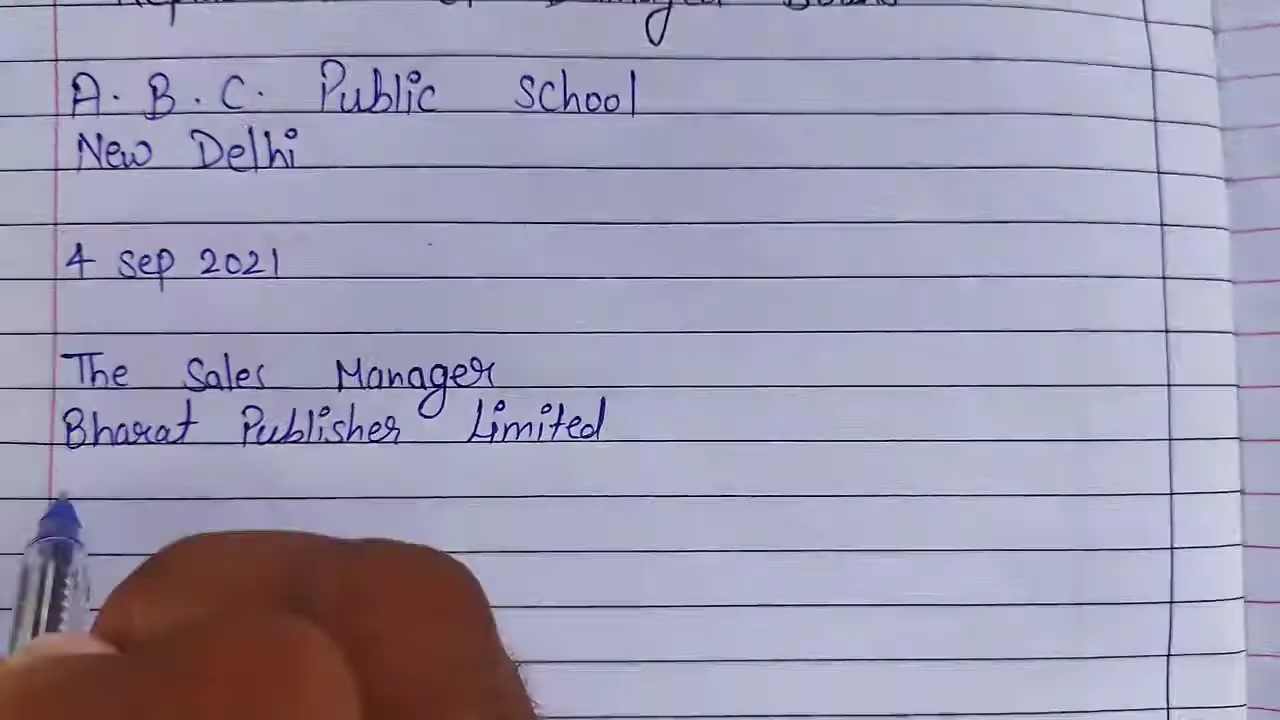 A. B. C. Public School
New Delhi
4 Sep 2021
The Sales Manager
Bharat Publisher Limited